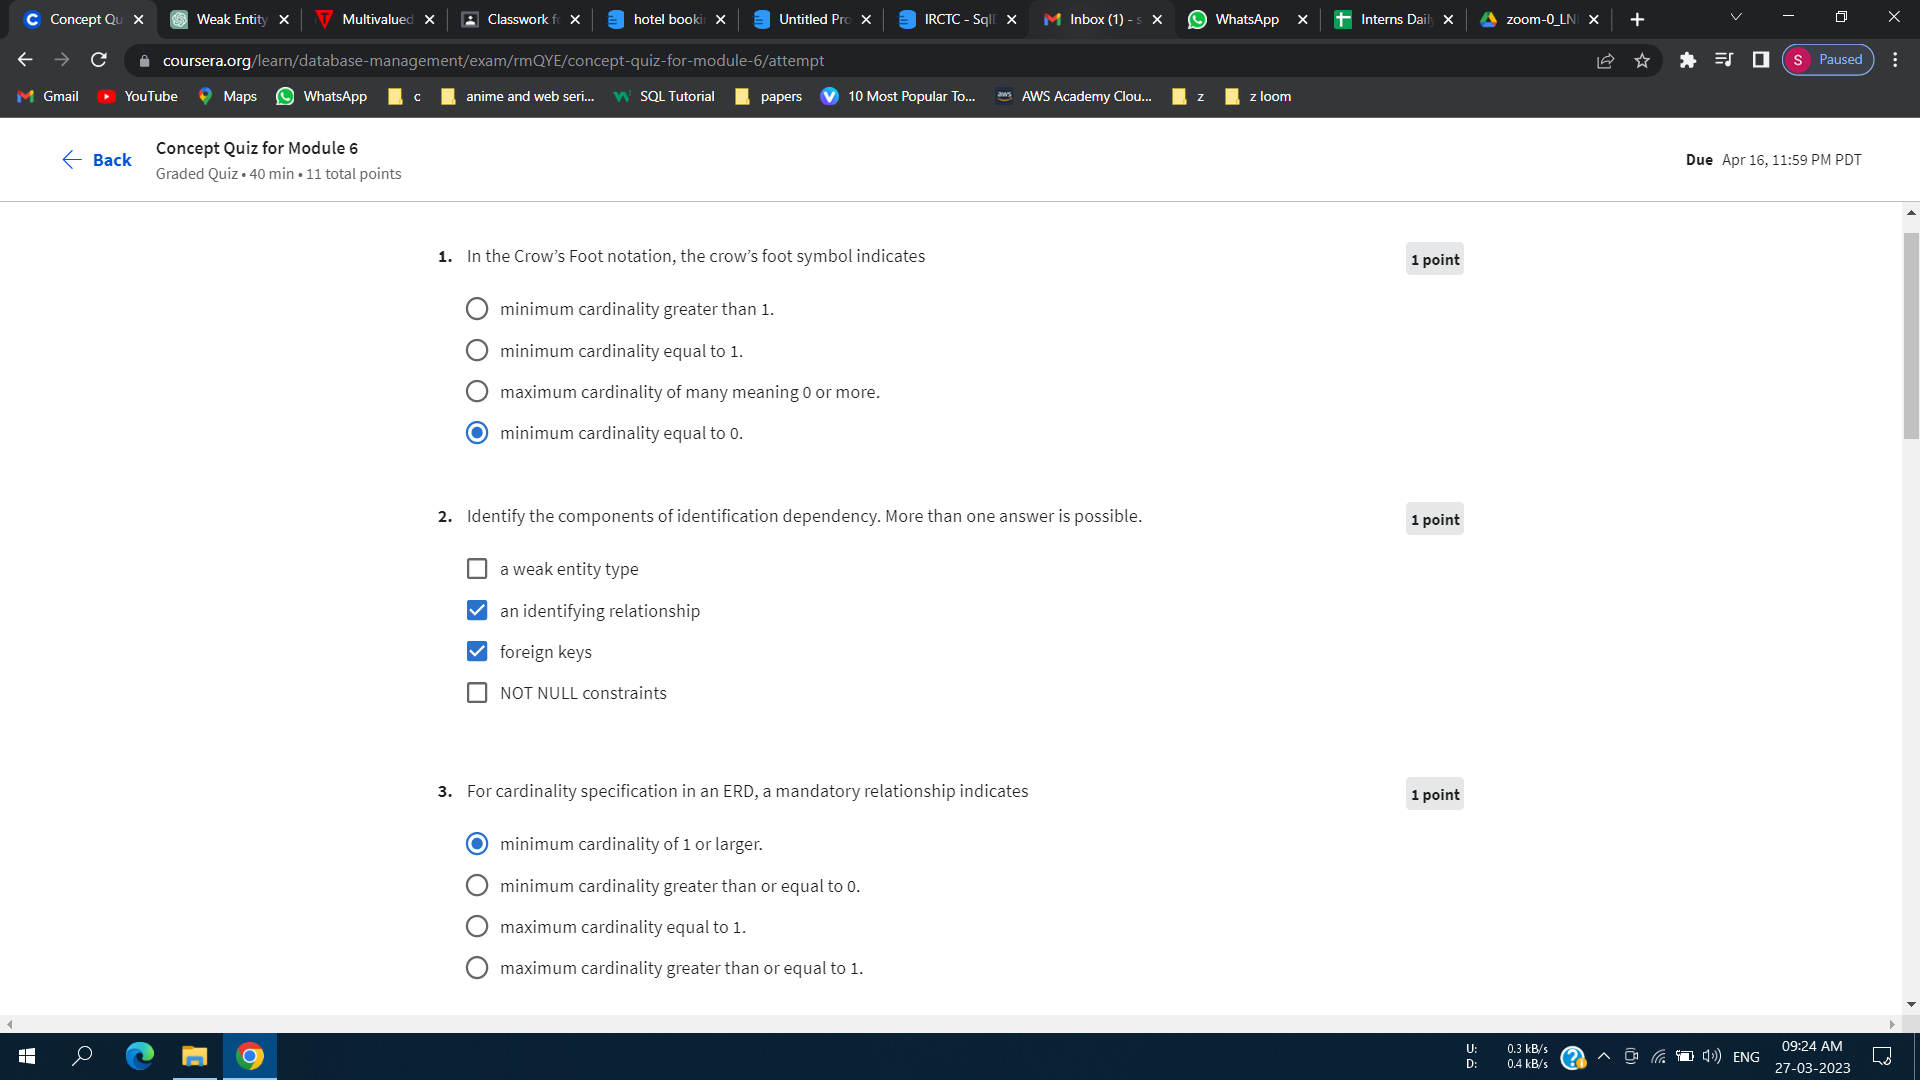 Concept Qu
Weak Entity
Multivalued
Classwork f
hotel booki
Untitled Pro
IRCTC - Sql
Inbox (1) - s
WhatsApp
Interns Dail
zoom-0_LN
coursera.org/learn/database-management/exam/rmQYE/concept-quiz-for-module-6/attempt
S Paused
Gmail
YouTube
Maps
WhatsApp
c
anime and web seri...
SQL Tutorial
papers
10 Most Popular To...
aws AWS Academy Clou...
z
z loom
Back
Concept Quiz for Module 6
Graded Quiz • 40 min • 11 total points
Due Apr 16, 11:59 PM PDT
1. In the Crow’s Foot notation, the crow’s foot symbol indicates
1 point
minimum cardinality greater than 1.
minimum cardinality equal to 1.
maximum cardinality of many meaning 0 or more.
minimum cardinality equal to 0.
2. Identify the components of identification dependency. More than one answer is possible.
1 point
a weak entity type
an identifying relationship
foreign keys
NOT NULL constraints
3. For cardinality specification in an ERD, a mandatory relationship indicates
1 point
minimum cardinality of 1 or larger.
minimum cardinality greater than or equal to 0.
maximum cardinality equal to 1.
maximum cardinality greater than or equal to 1.
U: 0.3 kB/s
D: 0.4 kB/s
ENG
09:24 AM
27-03-2023